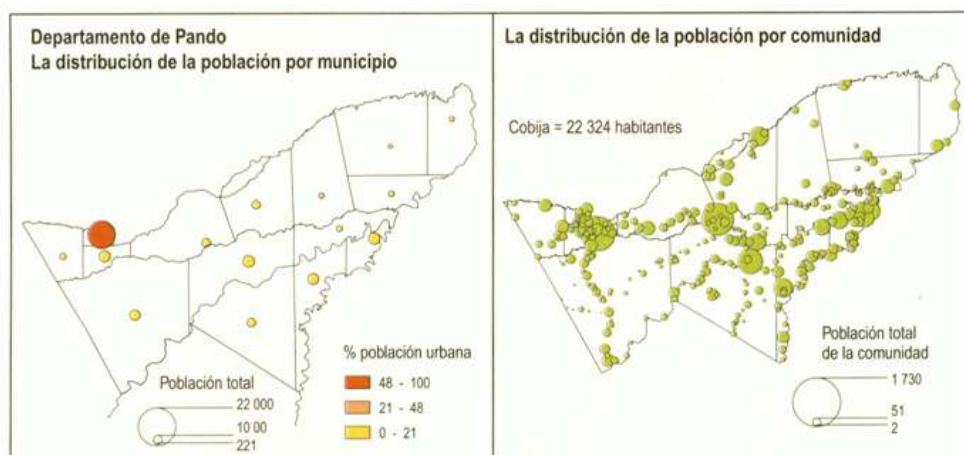 Departamento de Pando
La distribución de la población por municipio
% población urbana
48 - 100
21 - 48
0 - 21
Población total
22 000
10 00
221
La distribución de la población por comunidad
Cobija = 22 324 habitantes
Población total
de la comunidad
1 730
51
2